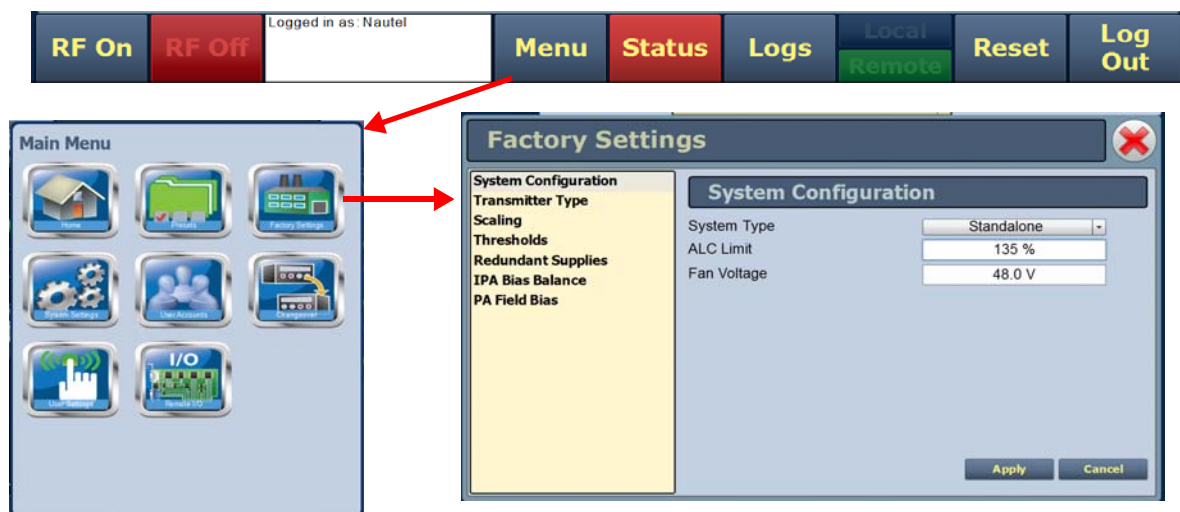 RF On
RF Off
Logged in as: Nautel
Menu
Status
Logs
Local
Remote
Reset
Log
Out
Main Menu
Home
Presets
Factory Settings
System Settings
User Accounts
Changeover
User Settings
I/O
Remote I/O
Factory Settings
System Configuration
Transmitter Type
Scaling
Thresholds
Redundant Supplies
IPA Bias Balance
PA Field Bias
System Configuration
System Type Standalone
ALC Limit 135 %
Fan Voltage 48.0 V
Apply Cancel